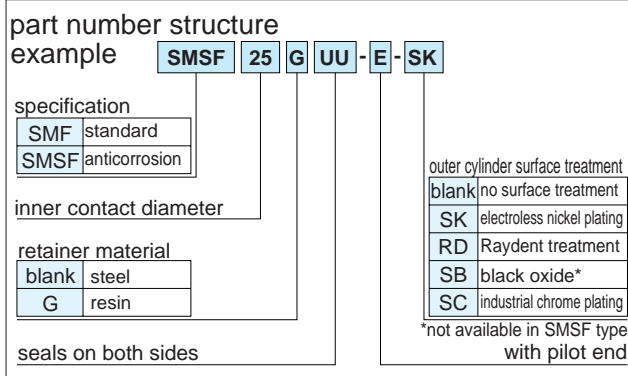 part number structure
example SMSF 25 G UU - E - SK
specification
SMF standard
SMSF anticorrosion
inner contact diameter
retainer material
blank steel
G resin
seals on both sides
outer cylinder surface treatment
blank no surface treatment
SK electroless nickel plating
RD Raydent treatment
SB black oxide*
SC industrial chrome plating
*not available in SMSF type
with pilot end